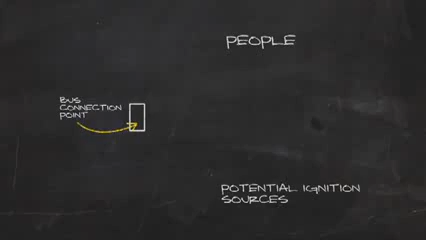 PEOPLE
BUS
CONNECTION
POINT
POTENTIAL IGNITION
SOURCES